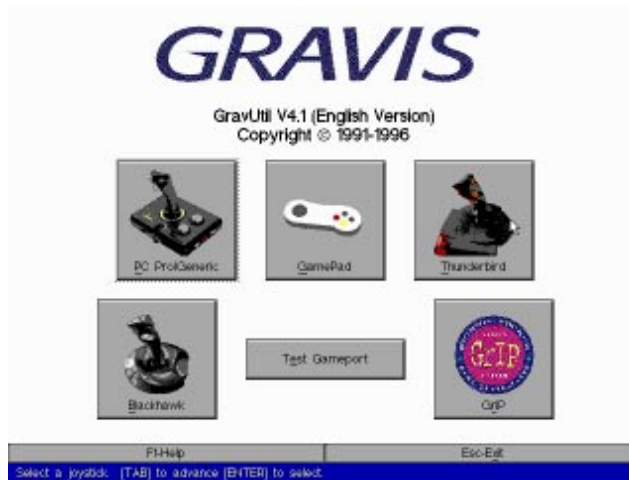 GRAVIS
GravUtil V4.1 (English Version)
Copyright © 1991-1996
PC Pro/Generic
GamePad
Thunderbird
Blackhawk
Test Gameport
GrIP
GrIP
F1-Help
Esc-Exit
Select a joystick. [TAB] to advance [ENTER] to select.